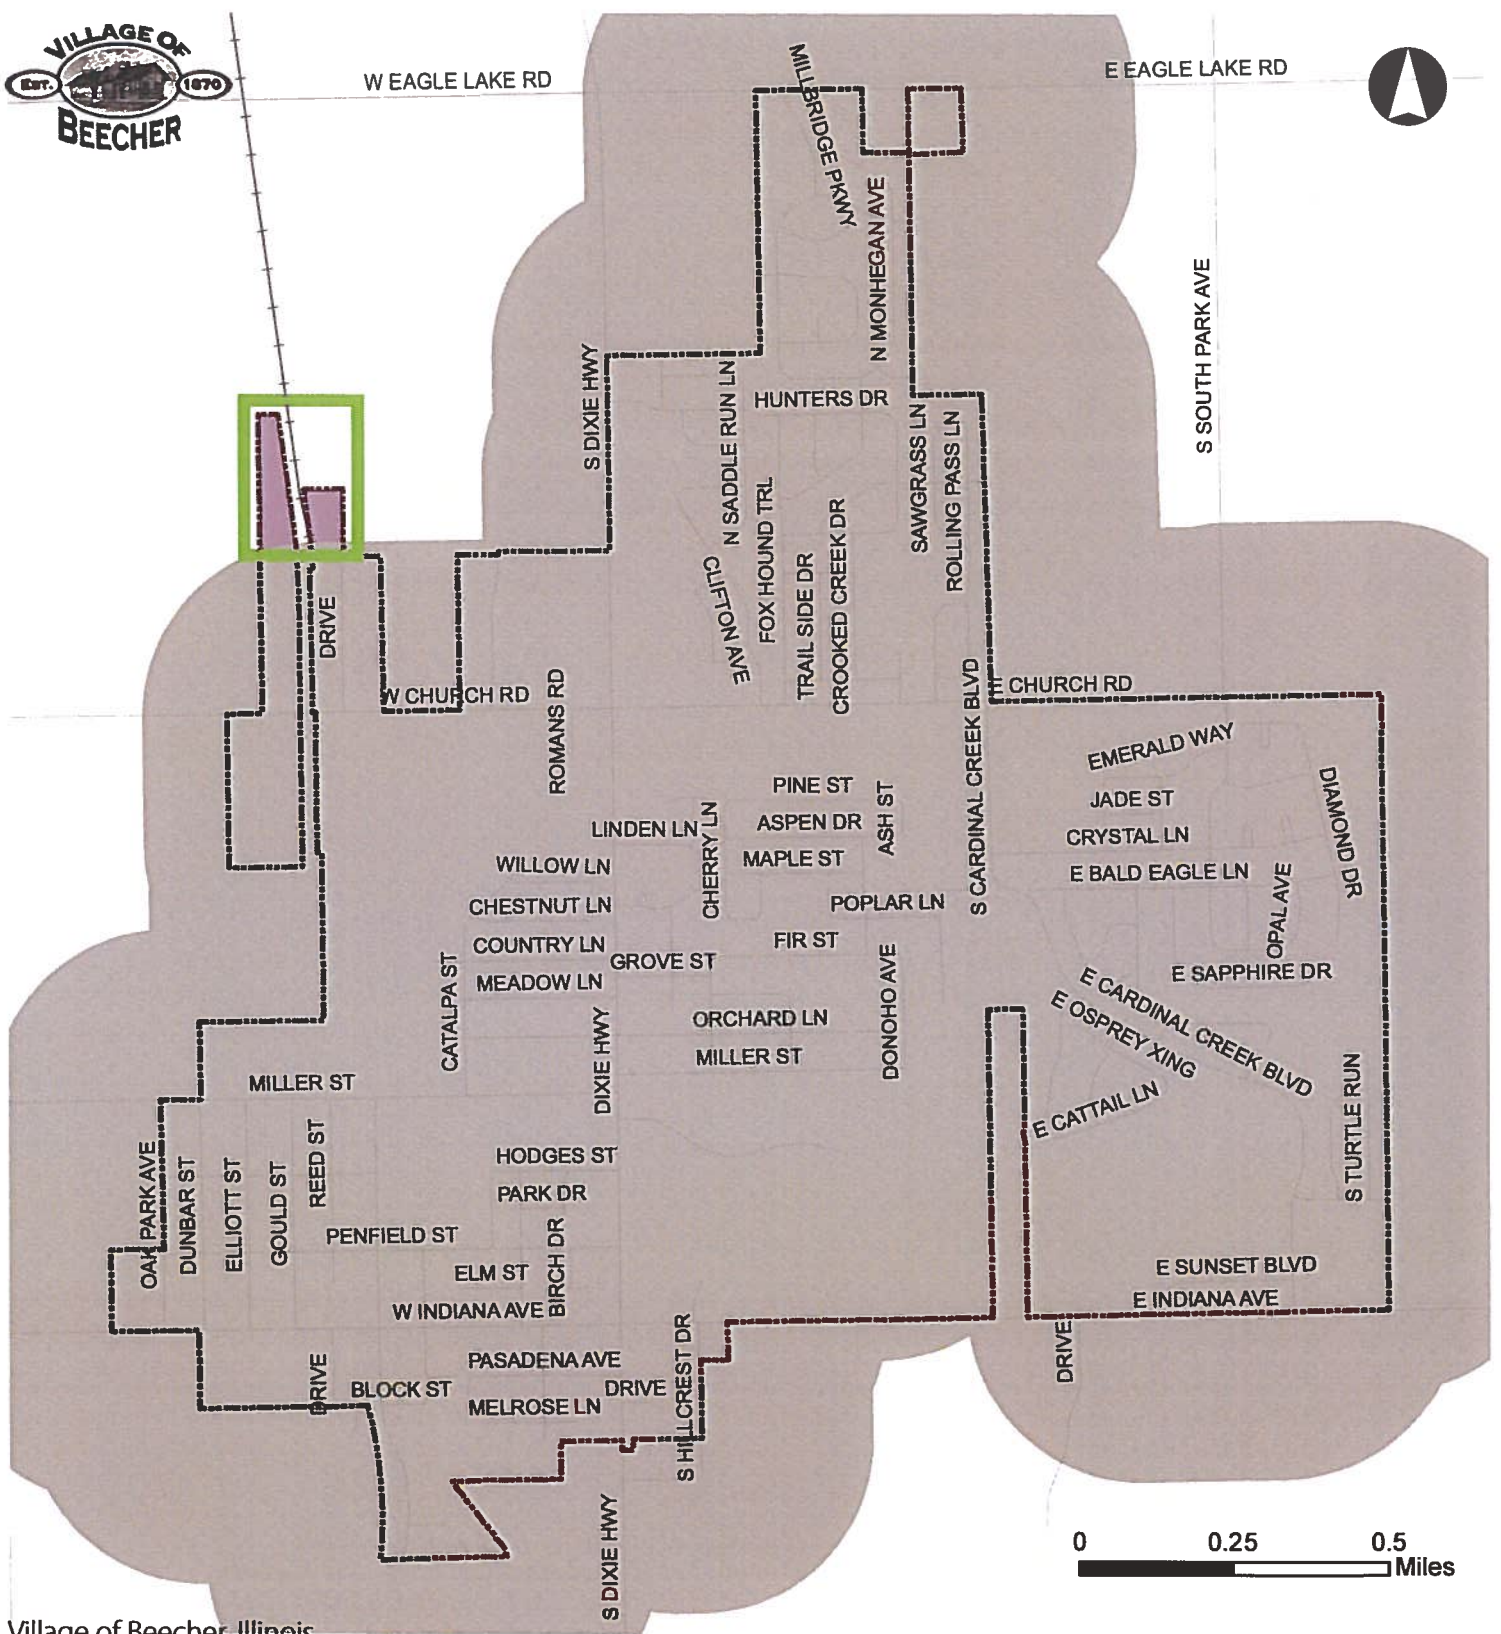 VILLAGE OF
EST.
1870
BEECHER
W EAGLE LAKE RD
E EAGLE LAKE RD
MILLBRIDGE PKWY
N MONHEGAN AVE
S SOUTH PARK AVE
S DIXIE HWY
N SADDLE RUN LN
HUNTERS DR
SAWGRASS LN
ROLLING PASS LN
FOX HOUND TRL
CROOKED CREEK DR
TRAIL SIDE DR
CLIFTON AVE
DRIVE
W CHURCH RD
ROMANS RD
S CARDINAL CREEK BLVD
E CHURCH RD
EMERALD WAY
DIAMOND DR
PINE ST
JADE ST
LINDEN LN
CHERRY LN
ASPEN DR
ASH ST
CRYSTAL LN
WILLOW LN
MAPLE ST
E BALD EAGLE LN
OPAL AVE
CHESTNUT LN
POPLAR LN
COUNTRY LN
GROVE ST
FIR ST
CATALPA ST
MEADOW LN
DONOHO AVE
E SAPPHIRE DR
E CARDINAL CREEK BLVD
E OSPREY XING
DIXIE HWY
ORCHARD LN
MILLER ST
MILLER ST
E CATTAIL LN
S TURTLE RUN
OAK PARK AVE
DUNBAR ST
ELLIOTT ST
GOULD ST
REED ST
HODGES ST
PARK DR
PENFIELD ST
BIRCH DR
ELM ST
W INDIANA AVE
E SUNSET BLVD
E INDIANA AVE
DRIVE
S HILLCREST DR
PASADENA AVE
DRIVE
BLOCK ST
DRIVE
MELROSE LN
S DIXIE HWY
0 0.25 0.5
Miles
Village of Beecher, Illinois